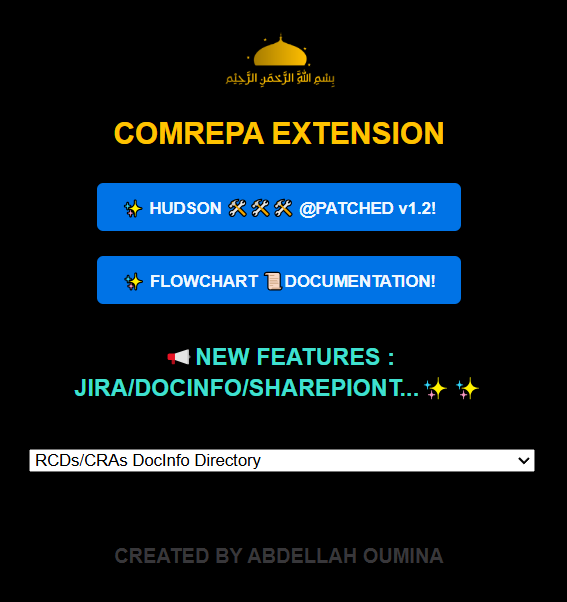 بِسْمِ اللَّهِ الرَّحْمَنِ الرَّحِيْمِ
COMREPA EXTENSION
✨ HUDSON 🛠️🛠️🛠️ @PATCHED v1.2!
✨ FLOWCHART 📜DOCUMENTATION!
📢NEW FEATURES :
JIRA/DOCINFO/SHAREPIONT...✨ ✨
RCDs/CRAs DocInfo Directory
CREATED BY ABDELLAH OUMINA